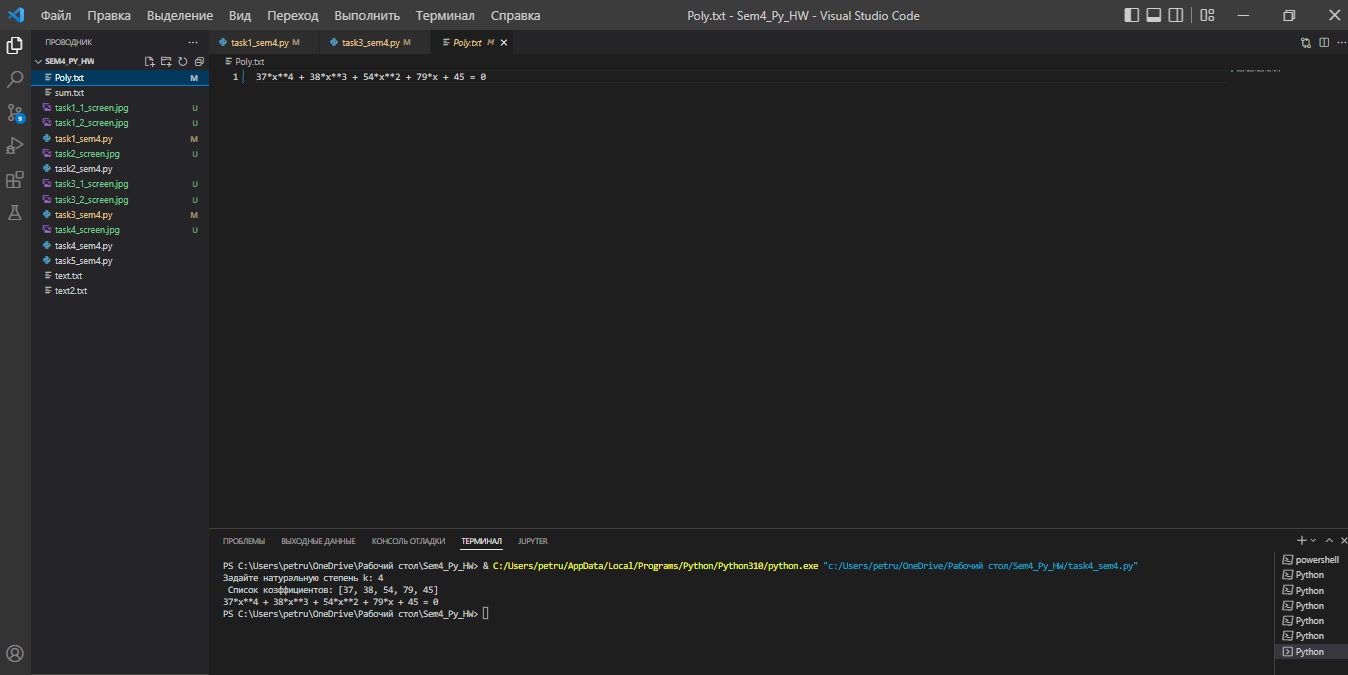 Файл Правка Выделение Вид Переход Выполнить Терминал Справка Poly.txt - Sem4_Py_HW - Visual Studio Code
ПРОВОДНИК
SEM4_PY_HW
Poly.txt M
sum.txt
task1_1_screen.jpg U
task1_2_screen.jpg U
task1_sem4.py M
task2_screen.jpg U
task2_sem4.py
task3_1_screen.jpg U
task3_2_screen.jpg U
task3_sem4.py M
task4_screen.jpg U
task4_sem4.py
task5_sem4.py
text.txt
text2.txt
9
task1_sem4.py M task3_sem4.py M Poly.txt M
Poly.txt
1 37*x**4 + 38*x**3 + 54*x**2 + 79*x + 45 = 0
ПРОБЛЕМЫ ВЫХОДНЫЕ ДАННЫЕ КОНСОЛЬ ОТЛАДКИ ТЕРМИНАЛ JUPYTER
PS C:\Users\petru\OneDrive\Рабочий стол\Sem4_Py_HW> & C:/Users/petru/AppData/Local/Programs/Python/Python310/python.exe "c:/Users/petru/OneDrive/Рабочий стол/Sem4_Py_HW/task4_sem4.py"
Задайте натуральную степень k: 4
Список коэффициентов: [37, 38, 54, 79, 45]
37*x**4 + 38*x**3 + 54*x**2 + 79*x + 45 = 0
PS C:\Users\petru\OneDrive\Рабочий стол\Sem4_Py_HW>
powershell
Python
Python
Python
Python
Python
Python